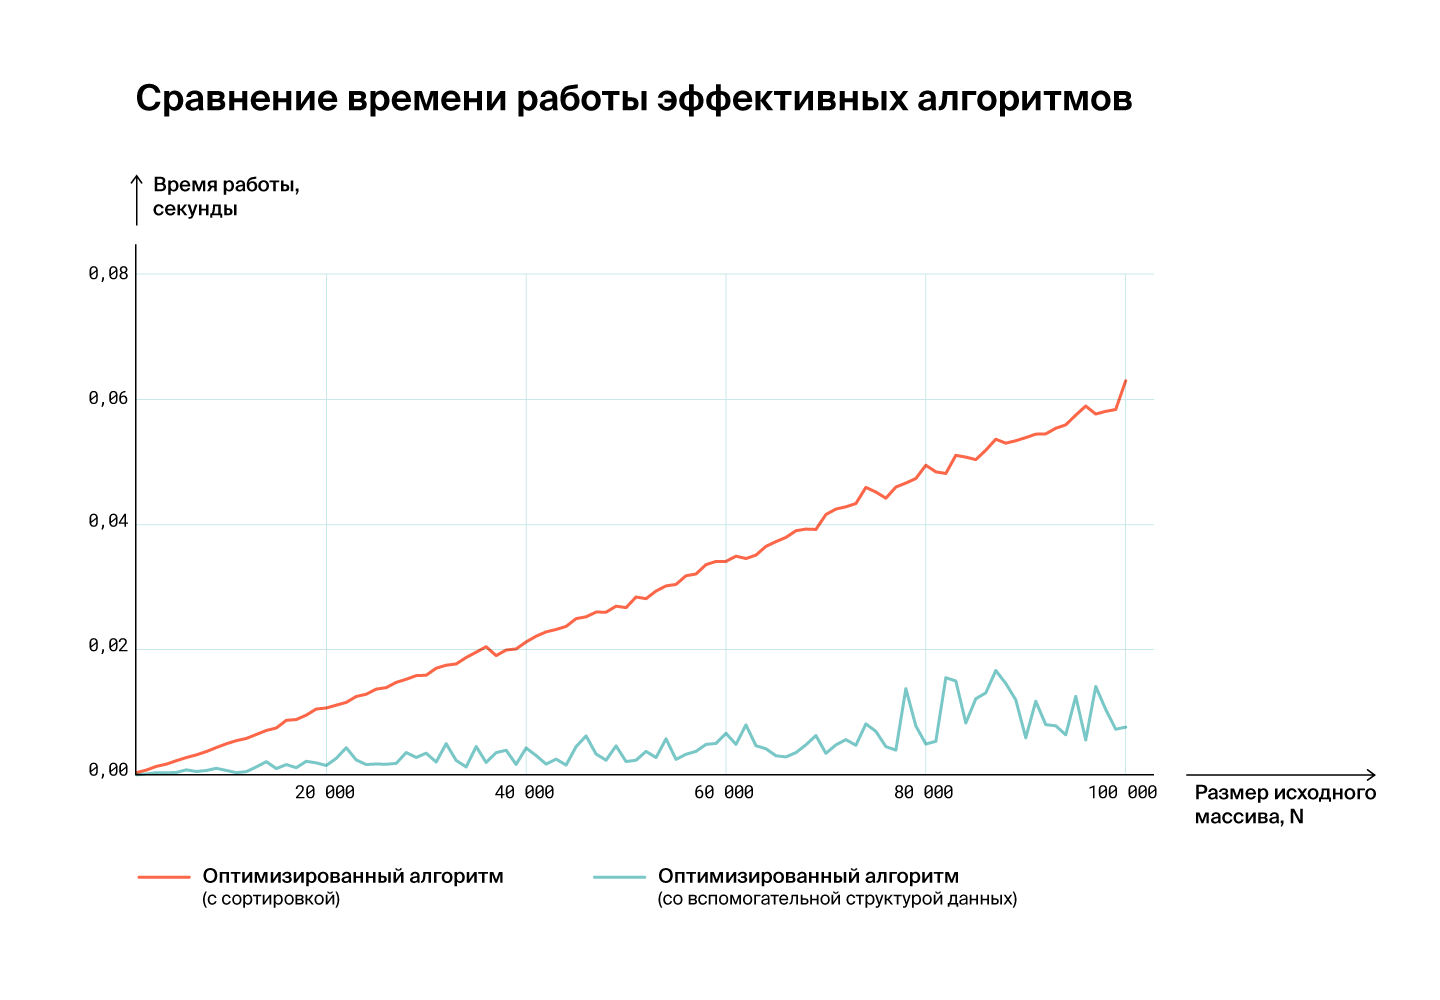 Сравнение времени работы эффективных алгоритмов
Время работы,
секунды
0,08
0,06
0,04
0,02
0,00
20 000
40 000
60 000
80 000
100 000
Размер исходного
массива, N
Оптимизированный алгоритм
(с сортировкой)
Оптимизированный алгоритм
(со вспомогательной структурой данных)